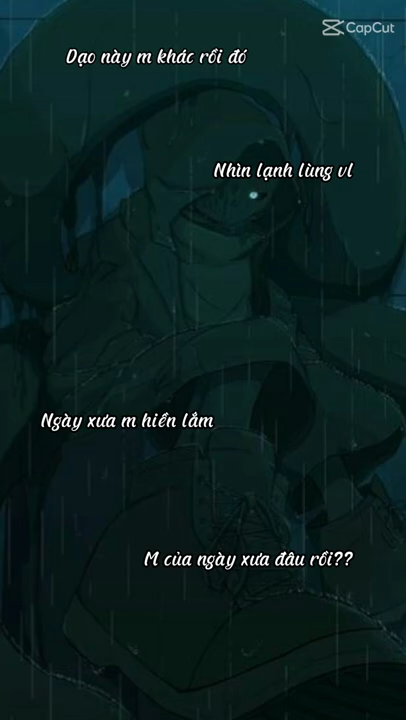 CapCut
Dạo này m khác rồi đó
Nhìn lạnh lùng vl
Ngày xưa m hiền lắm
M của ngày xưa đâu rồi??